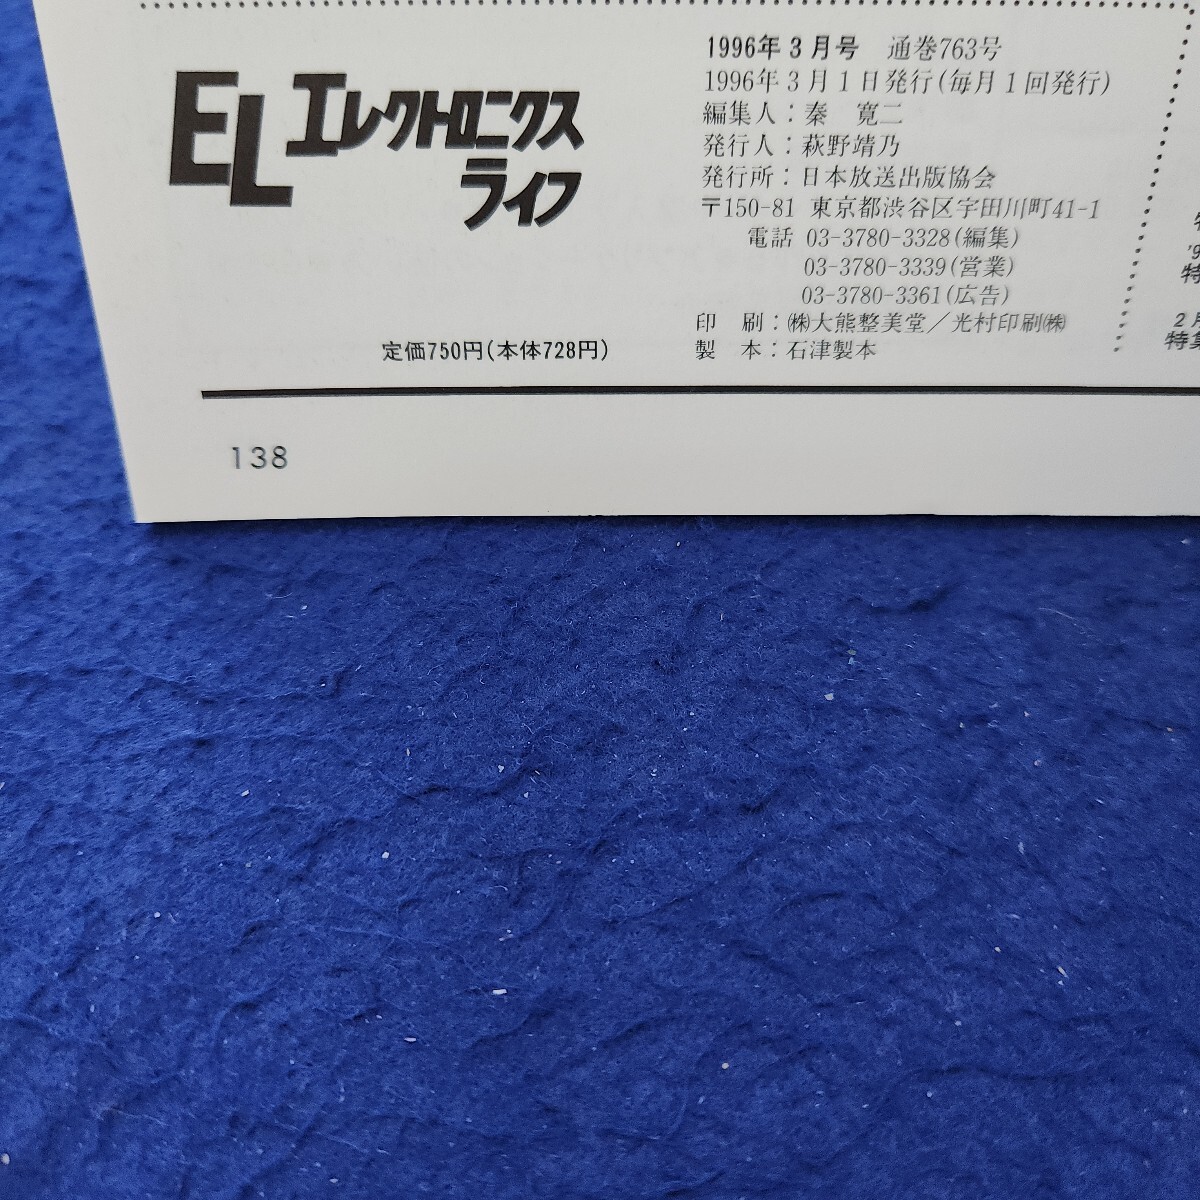 EL エレクトロニクス
ライフ
定価750円(本体728円)
1996年3月号 通巻763号
1996年3月1日発行(毎月1回発行)
編集人：秦 寛二
発行人：萩野靖乃
発行所：日本放送出版協会
〒150-81 東京都渋谷区宇田川町41-1
電話 03-3780-3328(編集)
03-3780-3339(営業)
03-3780-3361(広告)
印 刷：㈱大熊整美堂／光村印刷㈱
製 本：石津製本
'9
特
2月
特集
138